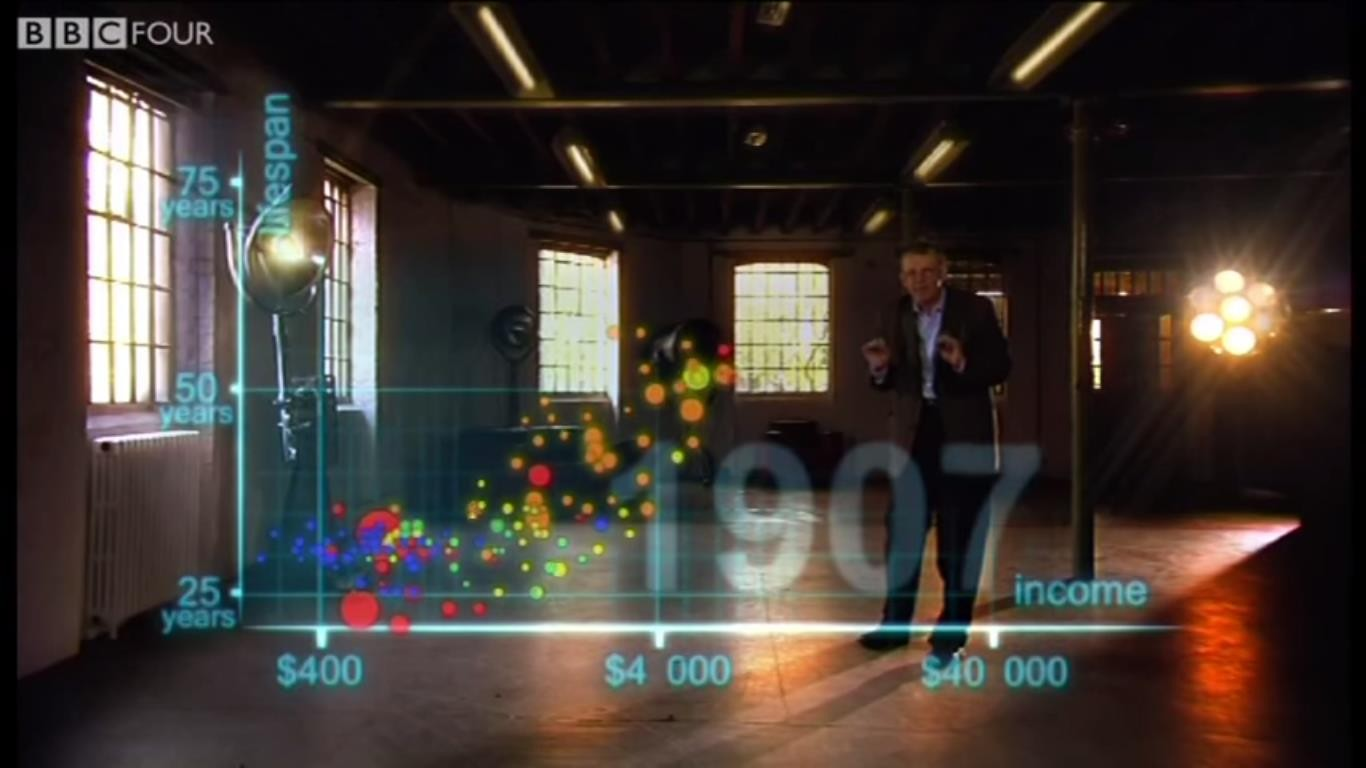 BBC FOUR
lifespan
75
years
50
years
25
years
1907
income
$400
$4 000
$40 000